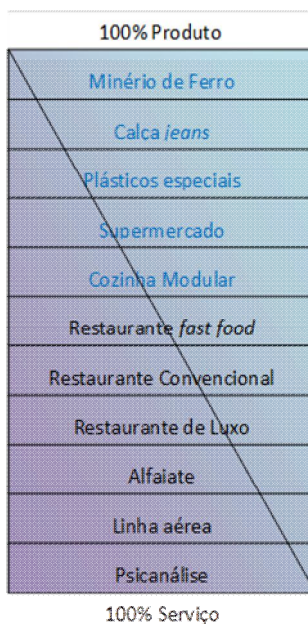 100% Produto
Minério de Ferro
Calca jeans
Plásticos especiais
Supermercado
Cozinha Modular
Restaurante fast food
Restaurante Convencional
Restaurante de Luxo
Alfaiate
Linha aérea
Psicanálise
100% Serviço